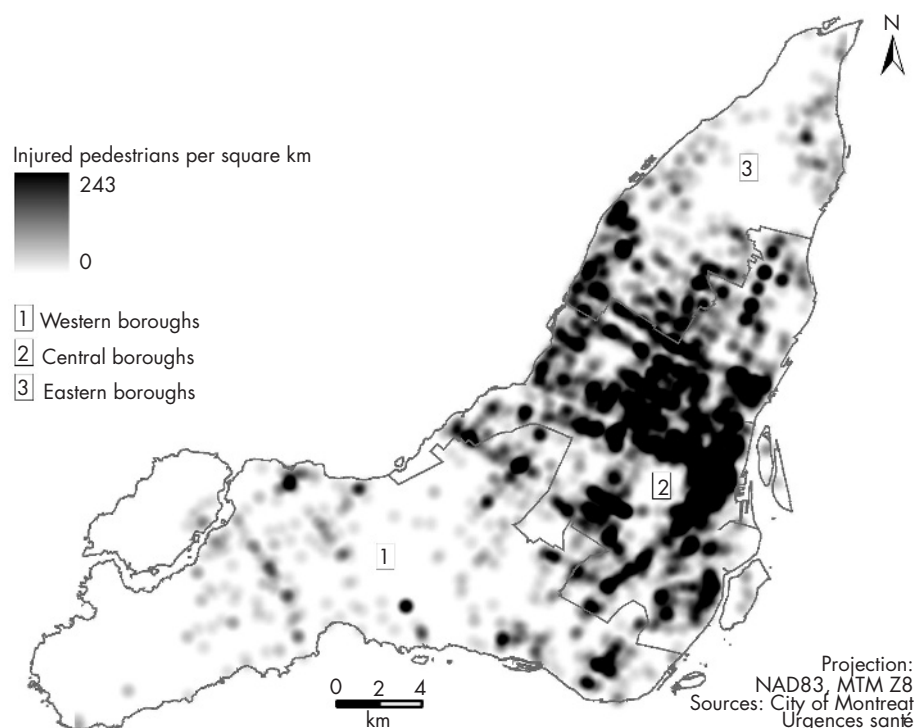 N
Injured pedestrians per square km
243
0
1 Western boroughs
2 Central boroughs
3 Eastern boroughs
3
2
1
0 2 4
km
Projection:
NAD83, MTM Z8
Sources: City of Montreal
Urgences santé